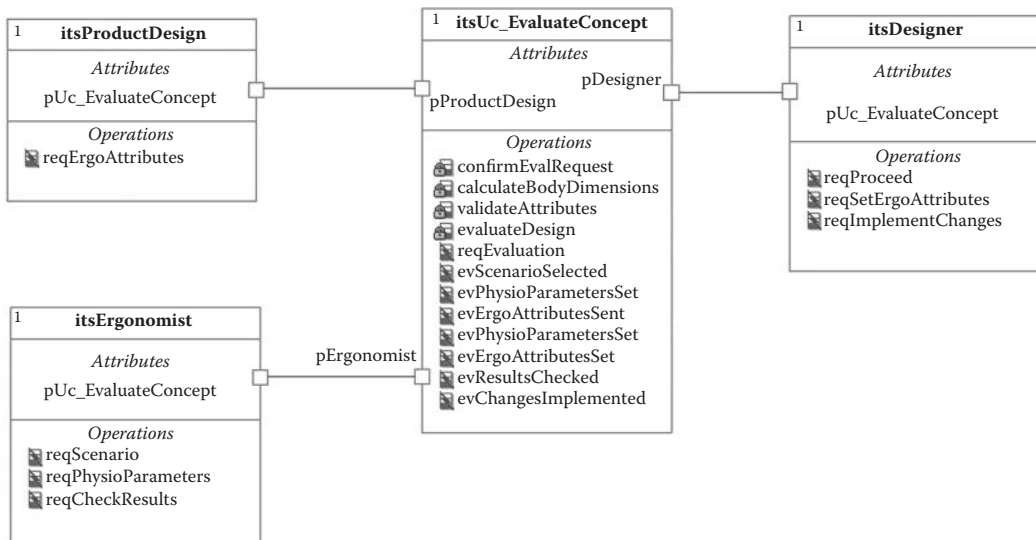 1
itsProductDesign
Attributes
pUc_EvaluateConcept
Operations
reqErgoAttributes
1
itsUc_EvaluateConcept
Attributes
pDesigner
pProductDesign
Operations
confirmEvalRequest
calculateBodyDimensions
validateAttributes
evaluateDesign
reqEvaluation
evScenarioSelected
evPhysioParametersSet
evErgoAttributesSent
evPhysioParametersSet
evErgoAttributesSet
evResultsChecked
evChangesImplemented
1
itsDesigner
Attributes
pUc_EvaluateConcept
Operations
reqProceed
reqSetErgoAttributes
reqImplementChanges
1
itsErgonomist
Attributes
pUc_EvaluateConcept
Operations
reqScenario
reqPhysioParameters
reqCheckResults
pErgonomist